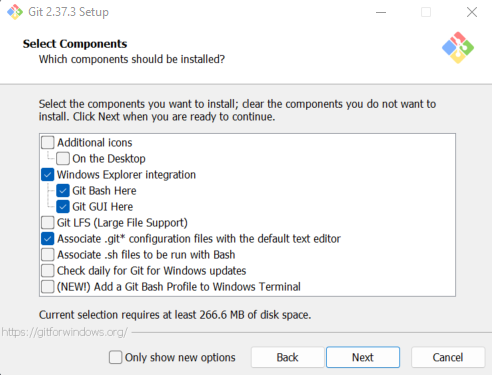 Git 2.37.3 Setup
Select Components
Which components should be installed?
Select the components you want to install; clear the components you do not want to
install. Click Next when you are ready to continue.
Additional icons
On the Desktop
Windows Explorer integration
Git Bash Here
Git GUI Here
Git LFS (Large File Support)
Associate .git* configuration files with the default text editor
Associate .sh files to be run with Bash
Check daily for Git for Windows updates
(NEW!) Add a Git Bash Profile to Windows Terminal
Current selection requires at least 266.6 MB of disk space.
https://gitforwindows.org/
Only show new options Back Next Cancel